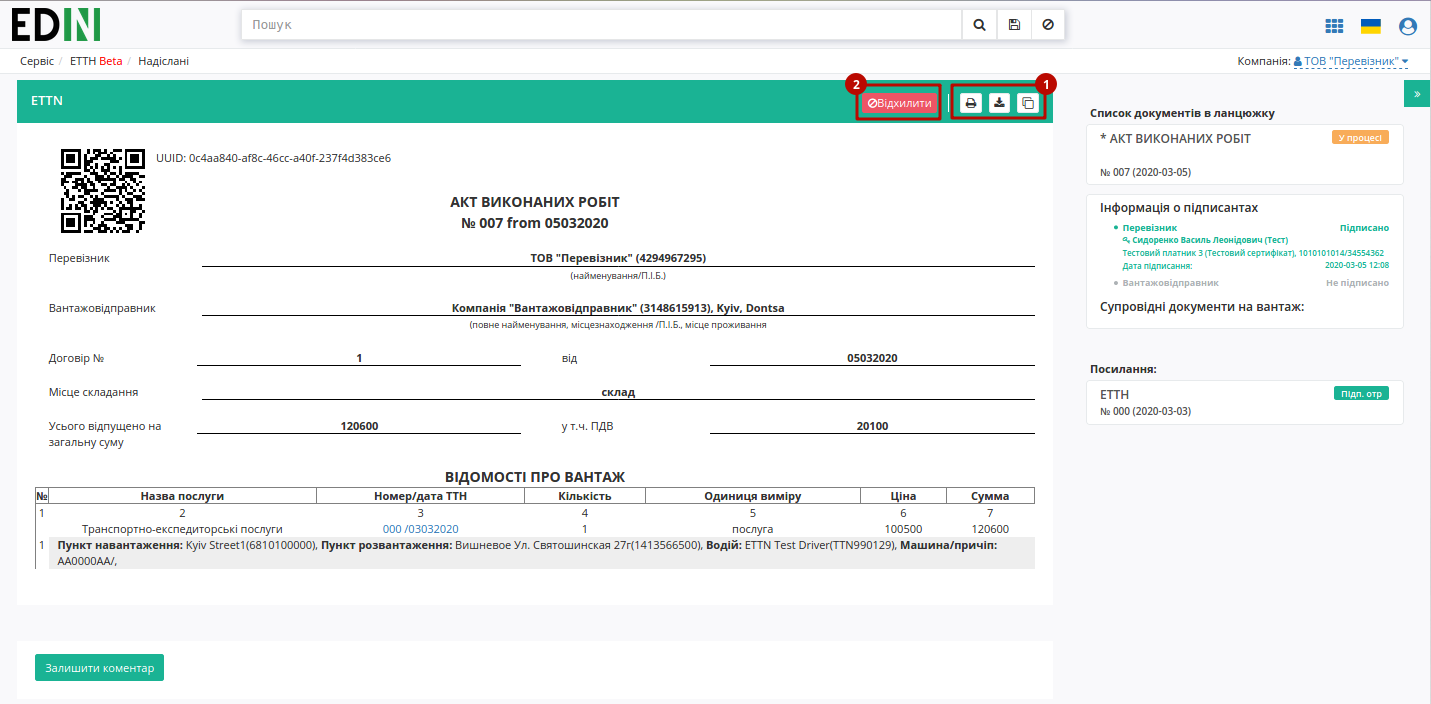 EDIN
Пошук
Сервіс / ЕТТН Beta / Надіслані
Компанія: ТОВ "Перевізник"
ETTN
2
Відхилити
1
»
UUID: 0c4aa840-af8c-46cc-a40f-237f4d383ce6
АКТ ВИКОНАНИХ РОБІТ
№ 007 from 05032020
Перевізник
ТОВ "Перевізник" (4294967295)
(найменування/П.І.Б.)
Вантажовідправник
Компанія "Вантажовідправник" (3148615913), Kyiv, Dontsa
(повне найменування, місцезнаходження /П.І.Б., місце проживання
Договір № 1 від 05032020
Місце складання
склад
Усього відпущено на загальну суму
120600 у т.ч. ПДВ 20100
ВІДОМОСТІ ПРО ВАНТАЖ
№ Назва послуги Номер/дата ТТН Кількість Одиниця виміру Ціна Сумма
1 2 3 4 5 6 7
Транспортно-експедиторські послуги 000 /03032020 1 послуга 100500 120600
1 Пункт навантаження: Kyiv Street1(6810100000), Пункт розвантаження: Вишневое Ул. Святошинская 27г(1413566500), Водій: ETTN Test Driver(TTN990129), Машина/причіп:
АА0000АА/,
Залишити коментар
Список документів в ланцюжку
* АКТ ВИКОНАНИХ РОБІТ У процесі
№ 007 (2020-03-05)
Інформація о підписантах
Перевізник Підписано
Сидоренко Василь Леонідович (Тест)
Тестовий платник 3 (Тестовий сертифікат), 1010101014/34554362
Дата підписання: 2020-03-05 12:08
Вантажовідправник Не підписано
Супровідні документи на вантаж:
Посилання:
ЕТТН Підп. отр
№ 000 (2020-03-03)